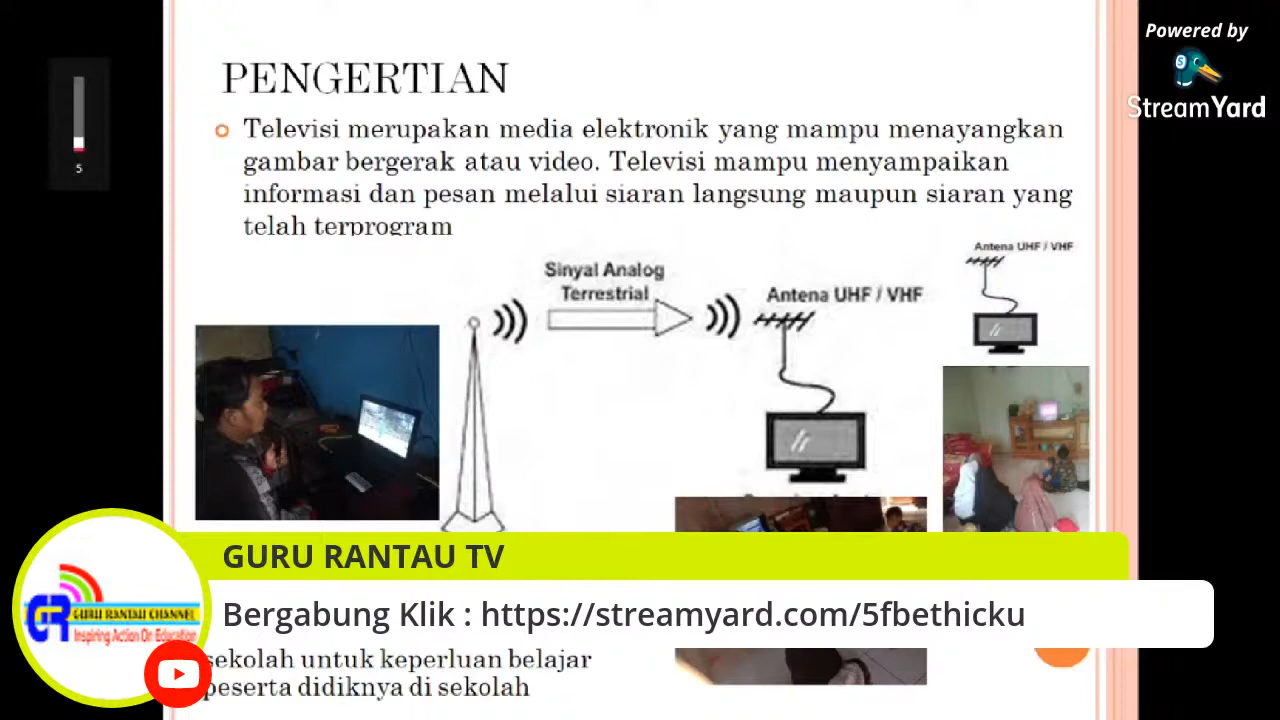 Powered by
StreamYard
5
PENGERTIAN
Televisi merupakan media elektronik yang mampu menayangkan
gambar bergerak atau video. Televisi mampu menyampaikan
informasi dan pesan melalui siaran langsung maupun siaran yang
telah terprogram
Antena UHF / VHF
Sinyal Analog
Terrestrial
Antena UHF / VHF
GURU RANTAU TV
Bergabung Klik : https://streamyard.com/5fbethicku
GR GURU RANTAU CHANNEL
Inspiring Action On Education
sekolah untuk keperluan belajar
peserta didiknya di sekolah